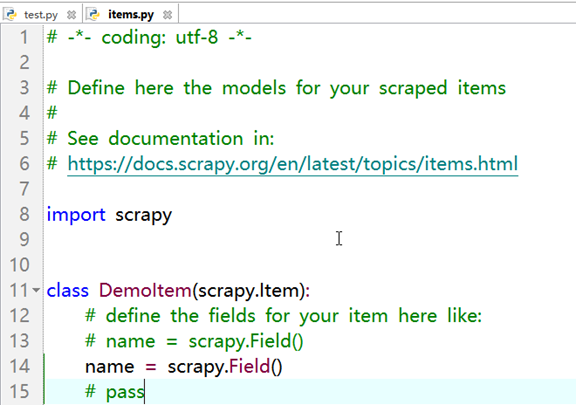 test.py items.py
1 # -*- coding: utf-8 -*-
2
3 # Define here the models for your scraped items
4 #
5 # See documentation in:
6 # https://docs.scrapy.org/en/latest/topics/items.html
7
8 import scrapy
9
10
11 class DemoItem(scrapy.Item):
12 # define the fields for your item here like:
13 # name = scrapy.Field()
14 name = scrapy.Field()
15 # pass